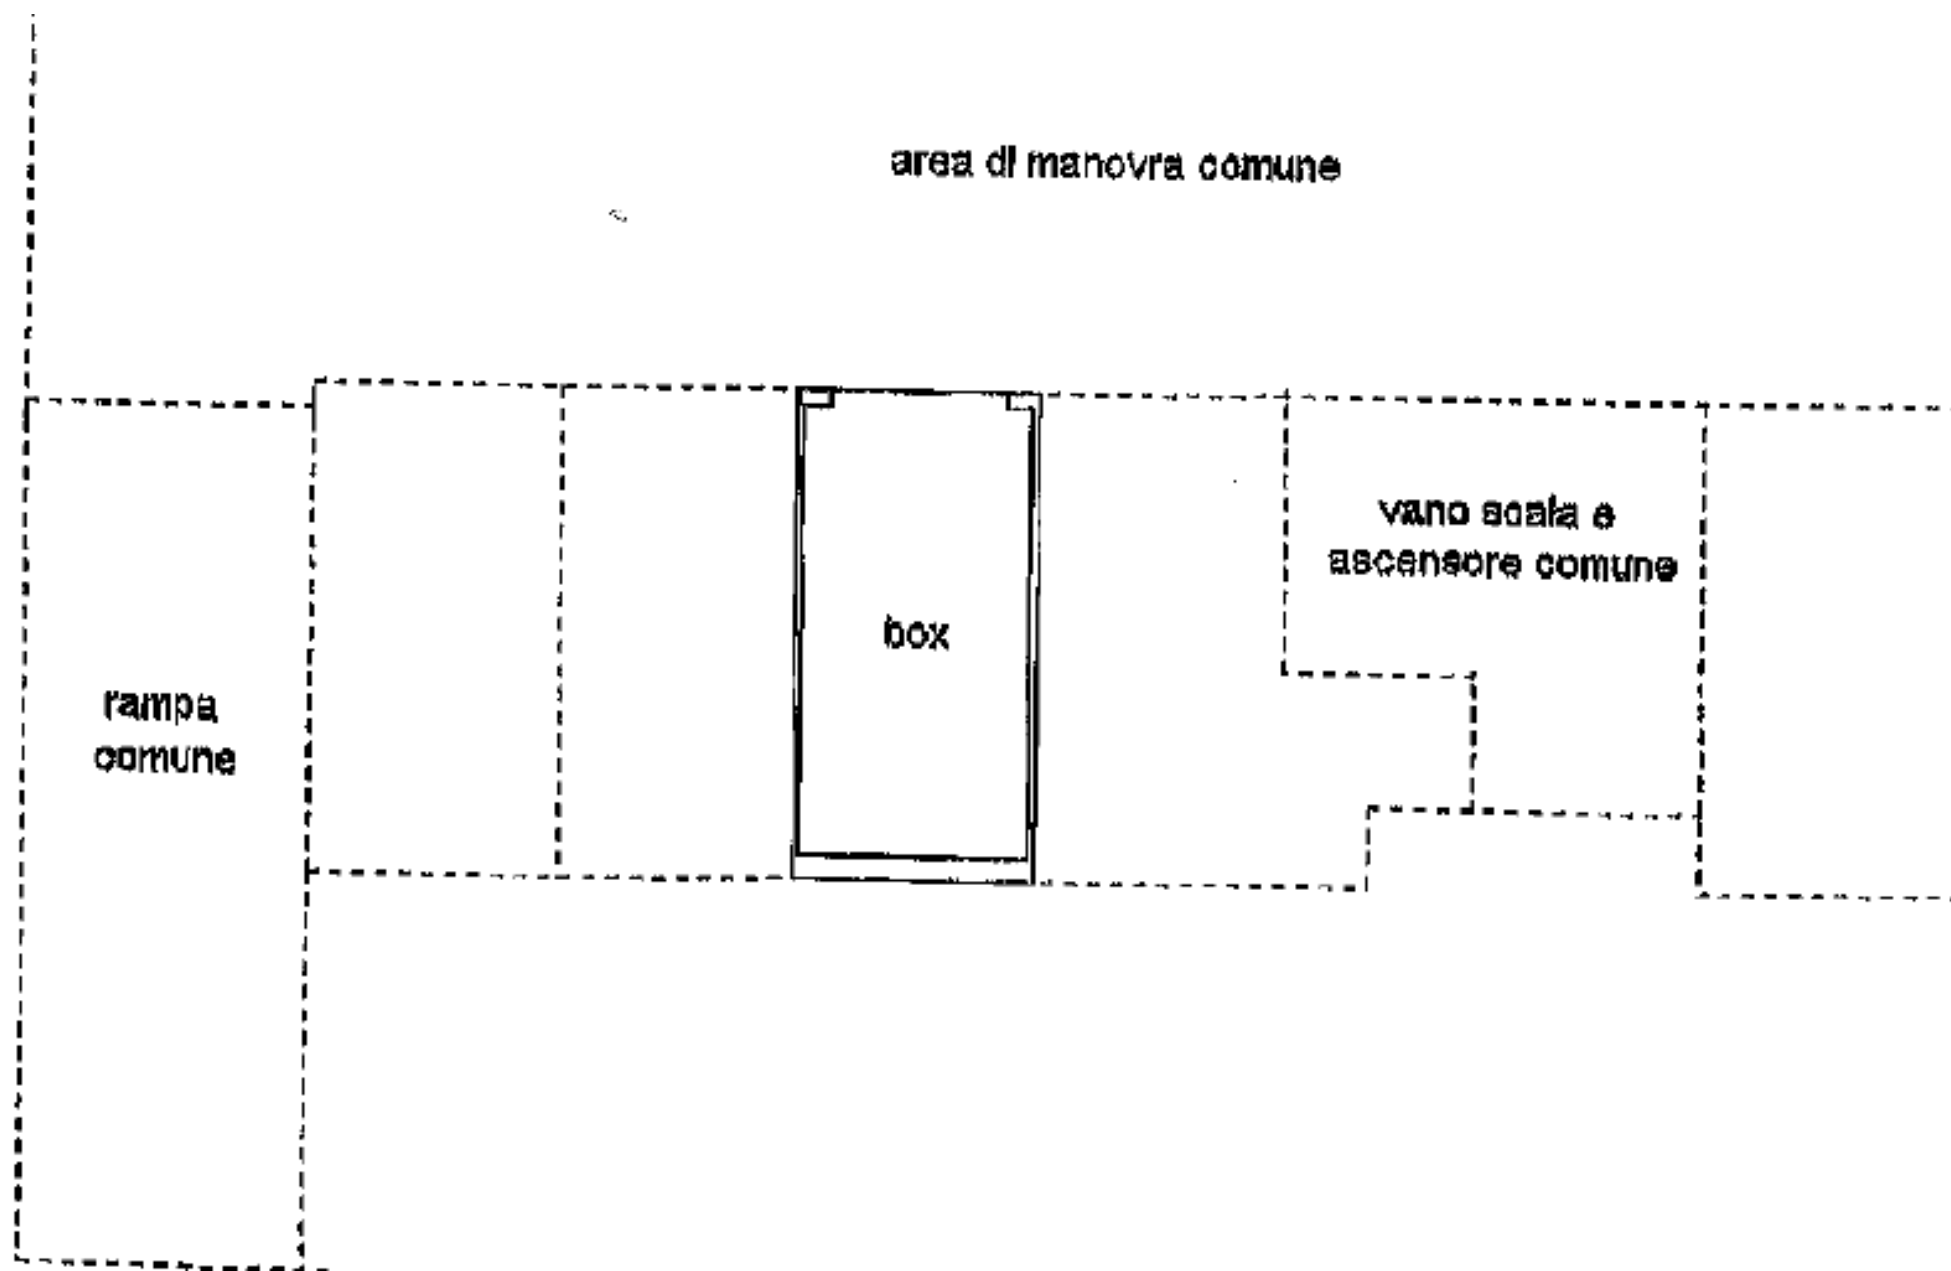 area di manovra comune
vano scala e
ascensore comune
box
rampa
comune